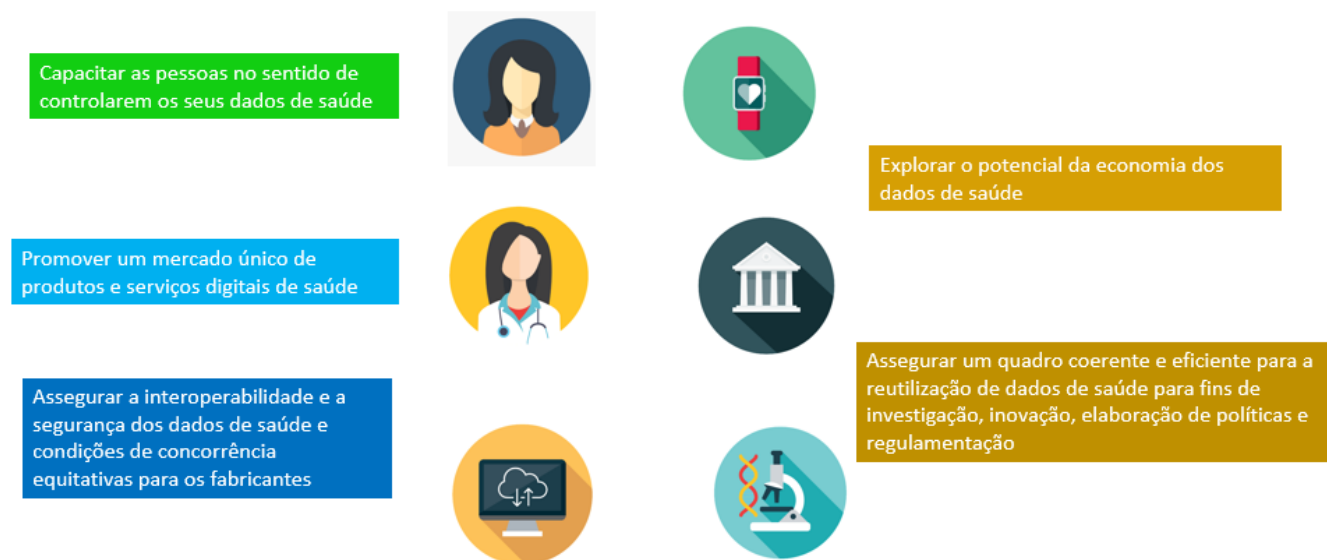 Capacitar as pessoas no sentido de
controlarem os seus dados de saúde
Promover um mercado único de
produtos e serviços digitais de saúde
Assegurar a interoperabilidade e a
segurança dos dados de saúde e
condições de concorrência
equitativas para os fabricantes
Explorar o potencial da economia dos
dados de saúde
Assegurar um quadro coerente e eficiente para a
reutilização de dados de saúde para fins de
investigação, inovação, elaboração de políticas e
regulamentação